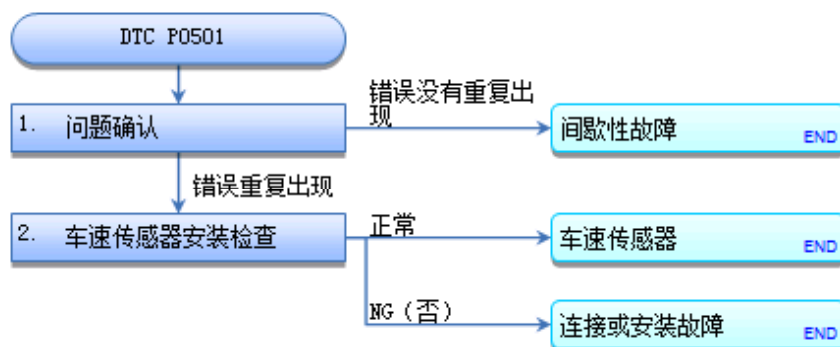 DTC P0501
错误没有重复出
现
1. 问题确认
间歇性故障
END
错误重复出现
正常
2. 车速传感器安装检查
车速传感器
END
NG（否）
连接或安装故障
END